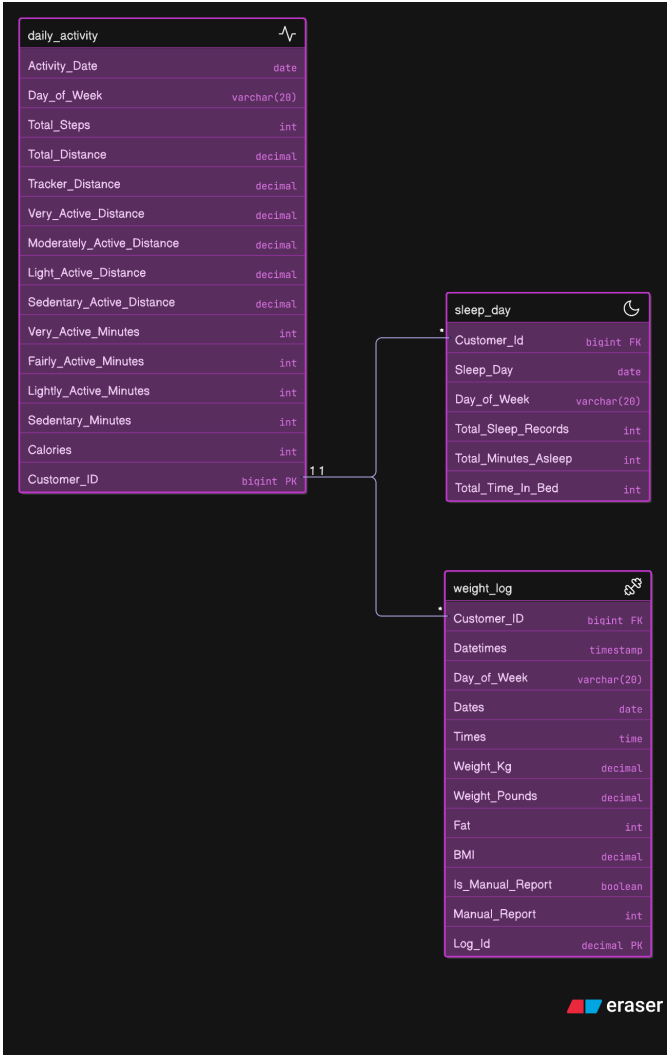 daily_activity
Activity_Date date
Day_of_Week varchar(20)
Total_Steps int
Total_Distance decimal
Tracker_Distance decimal
Very_Active_Distance decimal
Moderately_Active_Distance decimal
Light_Active_Distance decimal
Sedentary_Active_Distance decimal
Very_Active_Minutes int
Fairly_Active_Minutes int
Lightly_Active_Minutes int
Sedentary_Minutes int
Calories int
Customer_ID bigint PK
1 1
*
sleep_day
Customer_Id bigint FK
Sleep_Day date
Day_of_Week varchar(20)
Total_Sleep_Records int
Total_Minutes_Asleep int
Total_Time_In_Bed int
*
weight_log
Customer_ID bigint FK
Datetimes timestamp
Day_of_Week varchar(20)
Dates date
Times time
Weight_Kg decimal
Weight_Pounds decimal
Fat int
BMI decimal
Is_Manual_Report boolean
Manual_Report int
Log_Id decimal PK
eraser